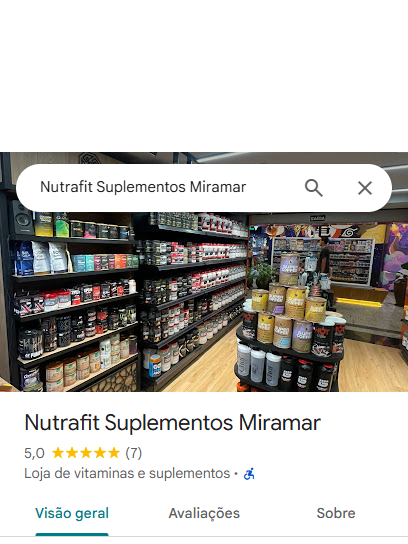 Nutrafit Suplementos Miramar
Nutrafit Suplementos Miramar
5,0 (7)
Loja de vitaminas e suplementos ·
Visão geral
Avaliações
Sobre